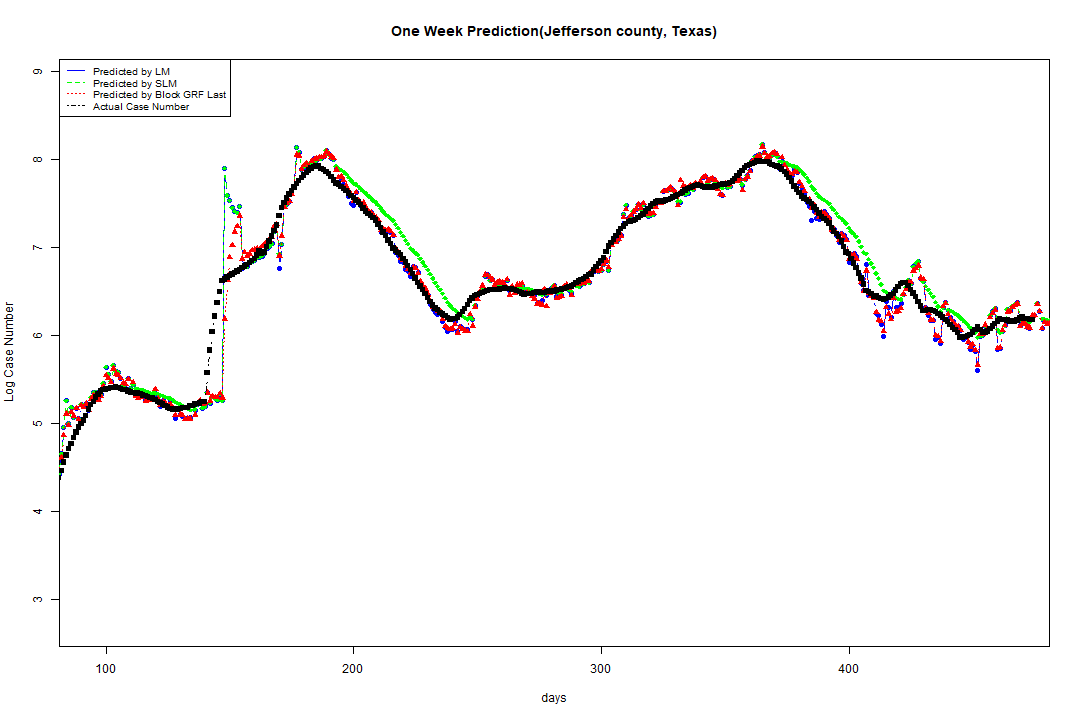 One Week Prediction(Jefferson county, Texas)
Predicted by LM
Predicted by SLM
Predicted by Block GRF Last
Actual Case Number
9
8
7
6
5
4
3
Log Case Number
100 200 300 400
days